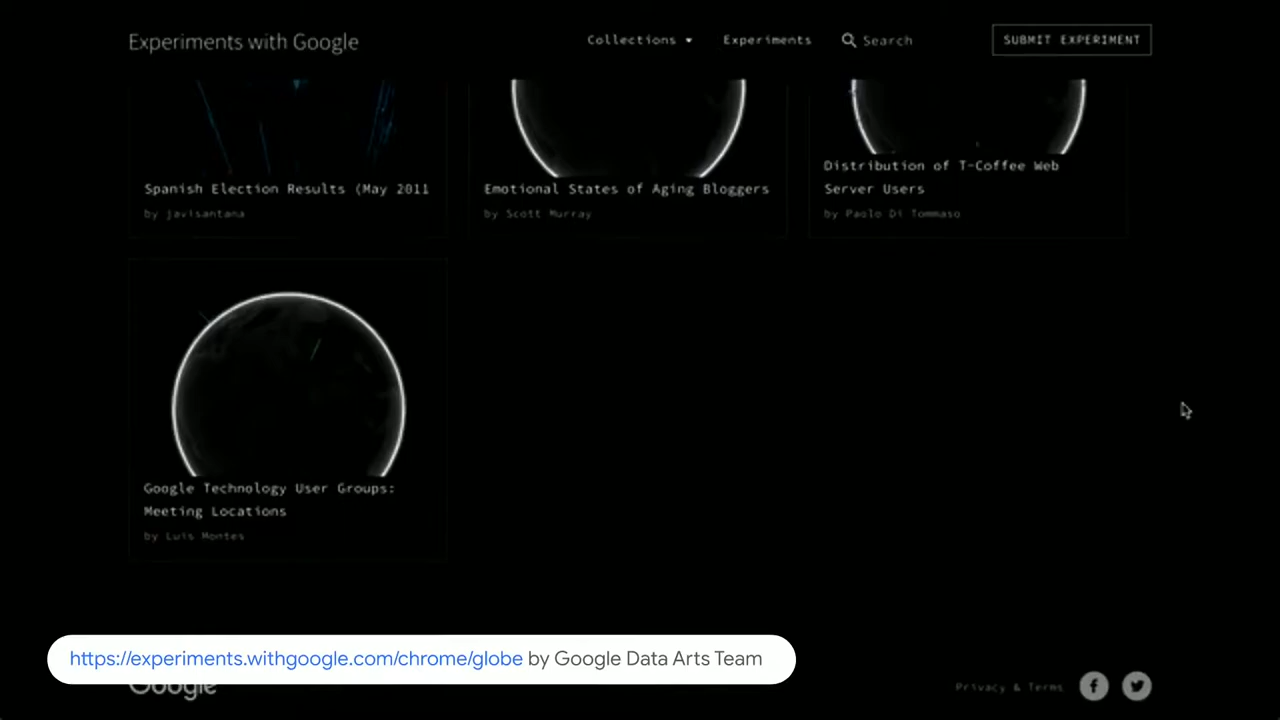 Experiments with Google
Collections
Experiments
Search
SUBMIT EXPERIMENT
Spanish Election Results (May 2011
by javisantana
Emotional States of Aging Bloggers
by Scott Murray
Distribution of T-Coffee Web
Server Users
by Paolo Di Tommaso
Google Technology User Groups:
Meeting Locations
by Luis Montes
https://experiments.withgoogle.com/chrome/globe by Google Data Arts Team
Google
Privacy & Terms